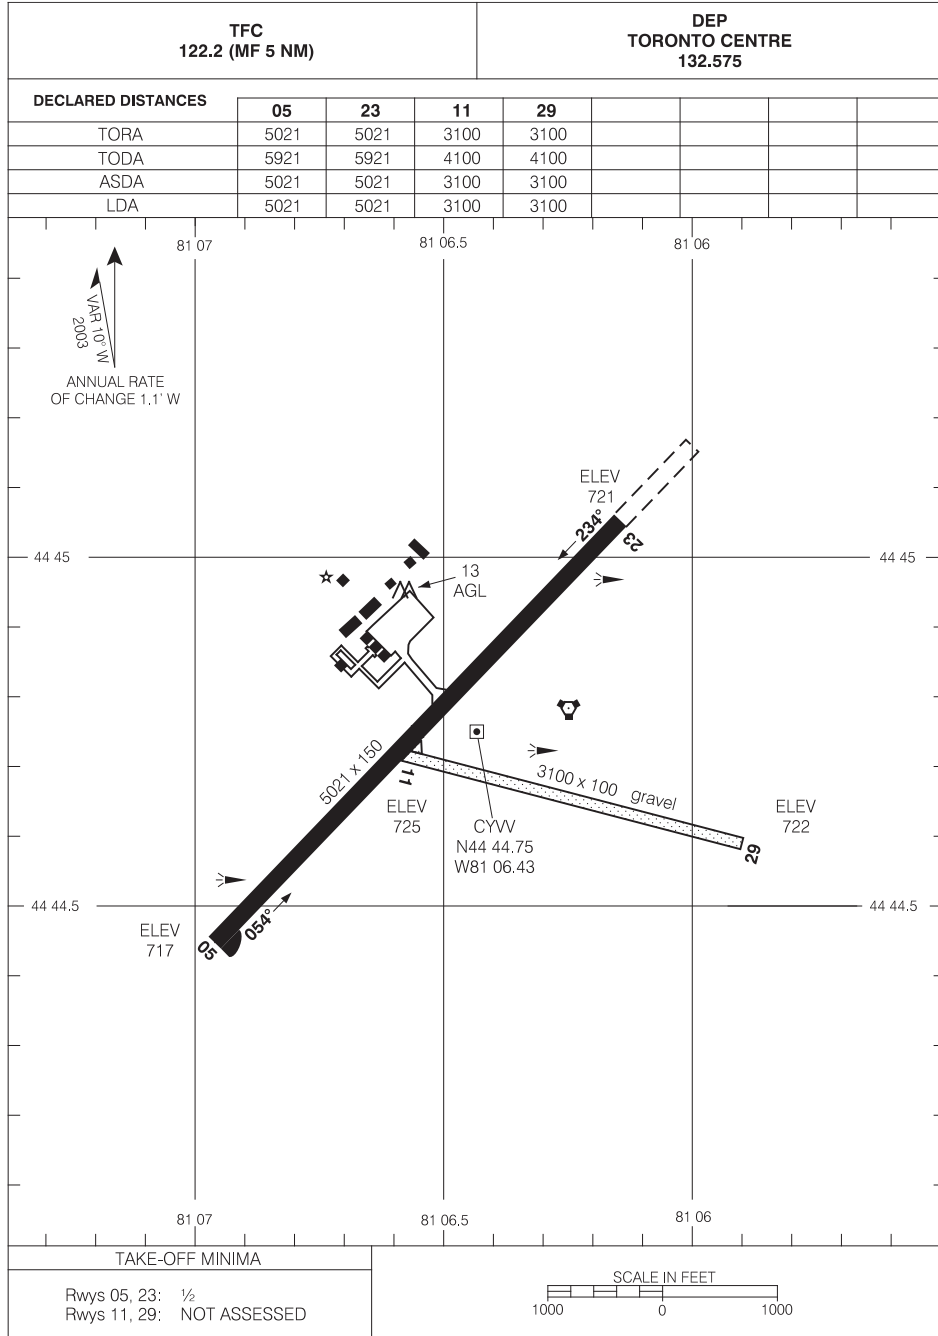 TFC
122.2 (MF 5 NM)
DEP
TORONTO CENTRE
132.575
DECLARED DISTANCES
05 23 11 29
TORA 5021 5021 3100 3100
TODA 5921 5921 4100 4100
ASDA 5021 5021 3100 3100
LDA 5021 5021 3100 3100
81 07 81 06.5 81 06
VAR 10° W
2003
ANNUAL RATE
OF CHANGE 1.1' W
ELEV
721
234°
23
44 45 44 45
13
AGL
5021 x 150
11
3100 x 100 gravel
ELEV
725
ELEV
722
CYVV
N44 44.75
W81 06.43
29
44 44.5 44 44.5
054°
ELEV
717
05
81 07 81 06.5 81 06
TAKE-OFF MINIMA
Rwys 05, 23: ½
Rwys 11, 29: NOT ASSESSED
SCALE IN FEET
1000 0 1000